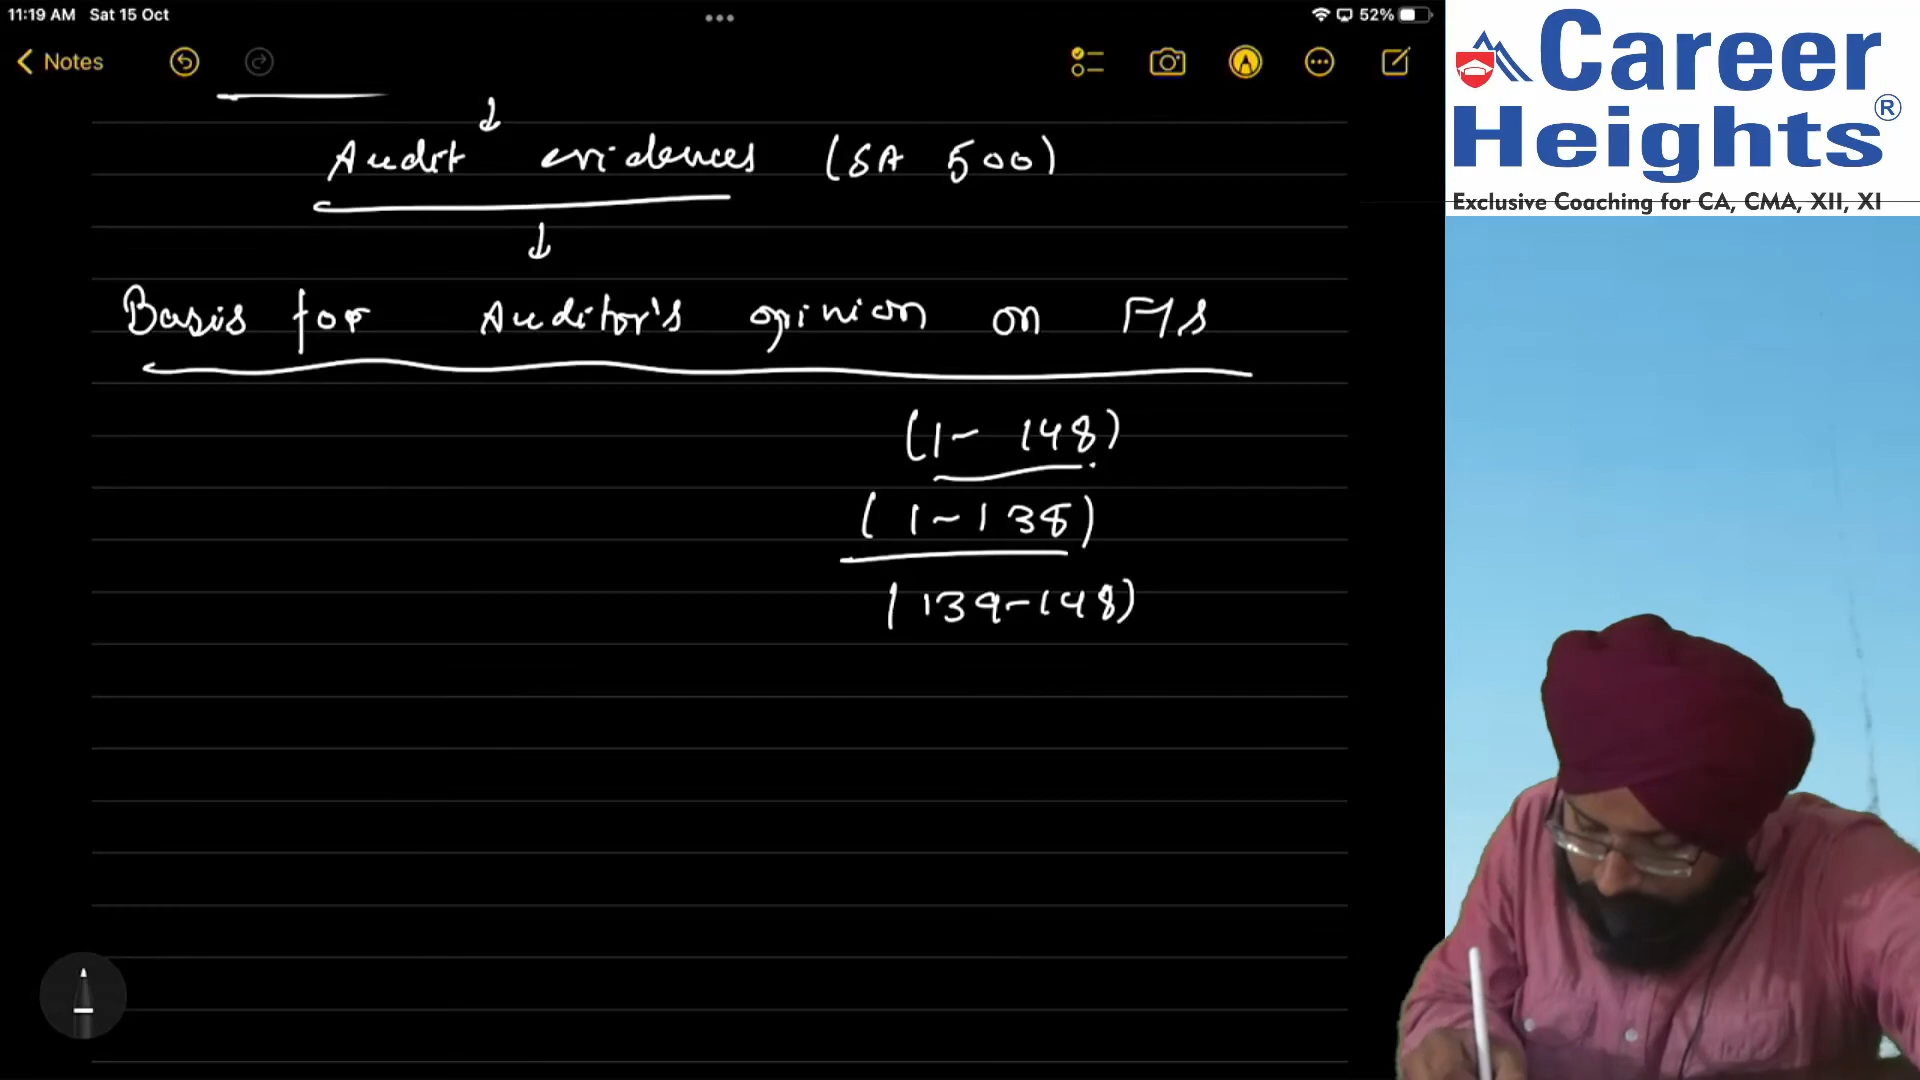 11:19 AM Sat 15 Oct
52%
Notes
Audit evidences (SA 500)
Basis for Auditor's opinion on F/S
(1 - 148)
(1 - 138)
(139 - 148)
Career
Heights®
Exclusive Coaching for CA, CMA, XII, XI